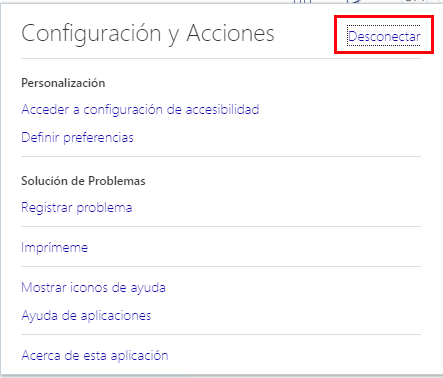 Configuración y Acciones
Desconectar
Personalización
Acceder a configuración de accesibilidad
Definir preferencias
Solución de Problemas
Registrar problema
Imprímeme
Mostrar iconos de ayuda
Ayuda de aplicaciones
Acerca de esta aplicación